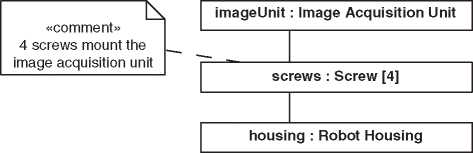 «comment»
4 screws mount the
image acquisition unit
imageUnit : Image Acquisition Unit
screws : Screw [4]
housing : Robot Housing